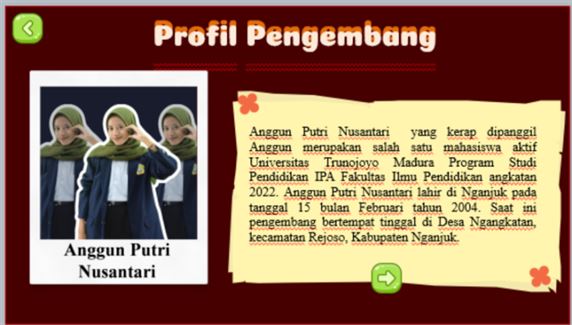 Profil Pengembang
Anggun Putri
Nusantari
Anggun Putri Nusantari yang kerap dipanggil
Anggun merupakan salah satu mahasiswa aktif
Universitas Trunojoyo Madura Program Studi
Pendidikan IPA Fakultas Ilmu Pendidikan angkatan
2022. Anggun Putri Nusantari lahir di Nganjuk pada
tanggal 15 bulan Februari tahun 2004. Saat ini
pengembang bertempat tinggal di Desa Ngangkatan,
kecamatan Rejoso, Kabupaten Nganjuk.